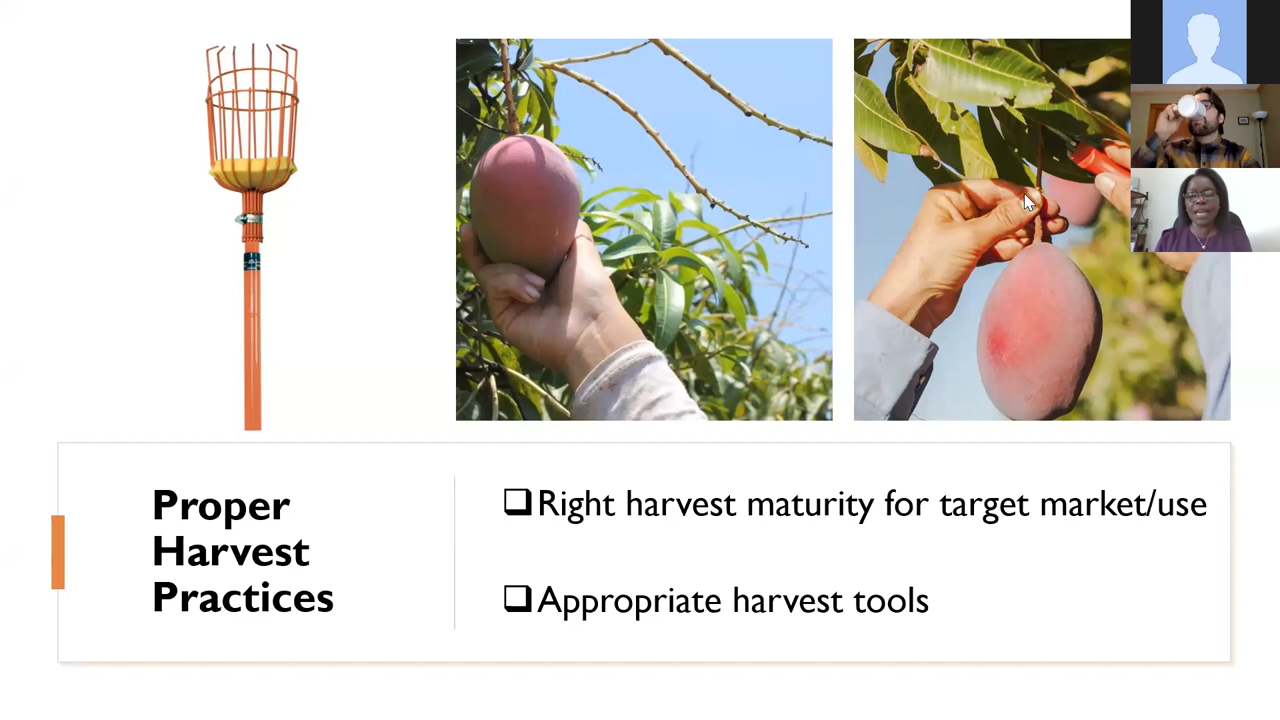 Proper
Harvest
Practices
❑Right harvest maturity for target market/use
❑Appropriate harvest tools